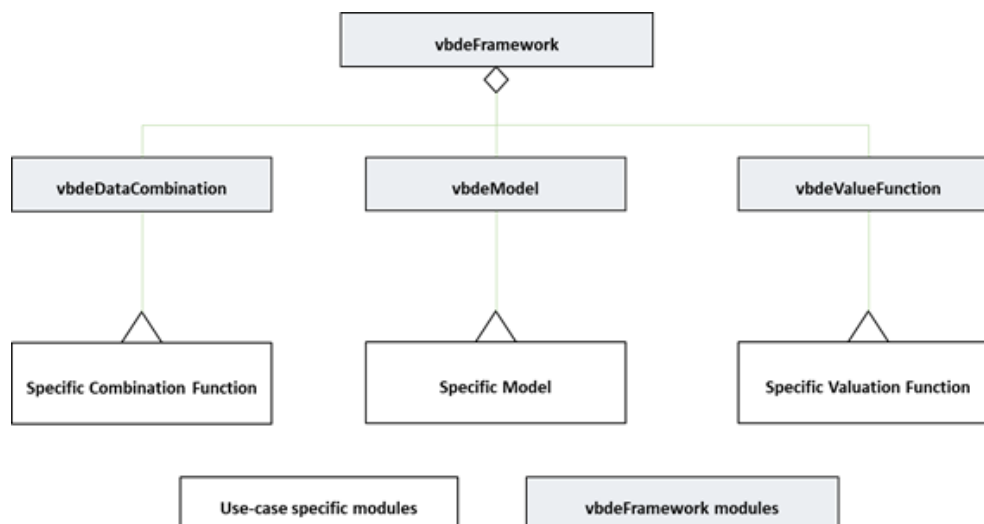 vbdeFramework
vbdeDataCombination
vbdeModel
vbdeValueFunction
Specific Combination Function
Specific Model
Specific Valuation Function
Use-case specific modules
vbdeFramework modules